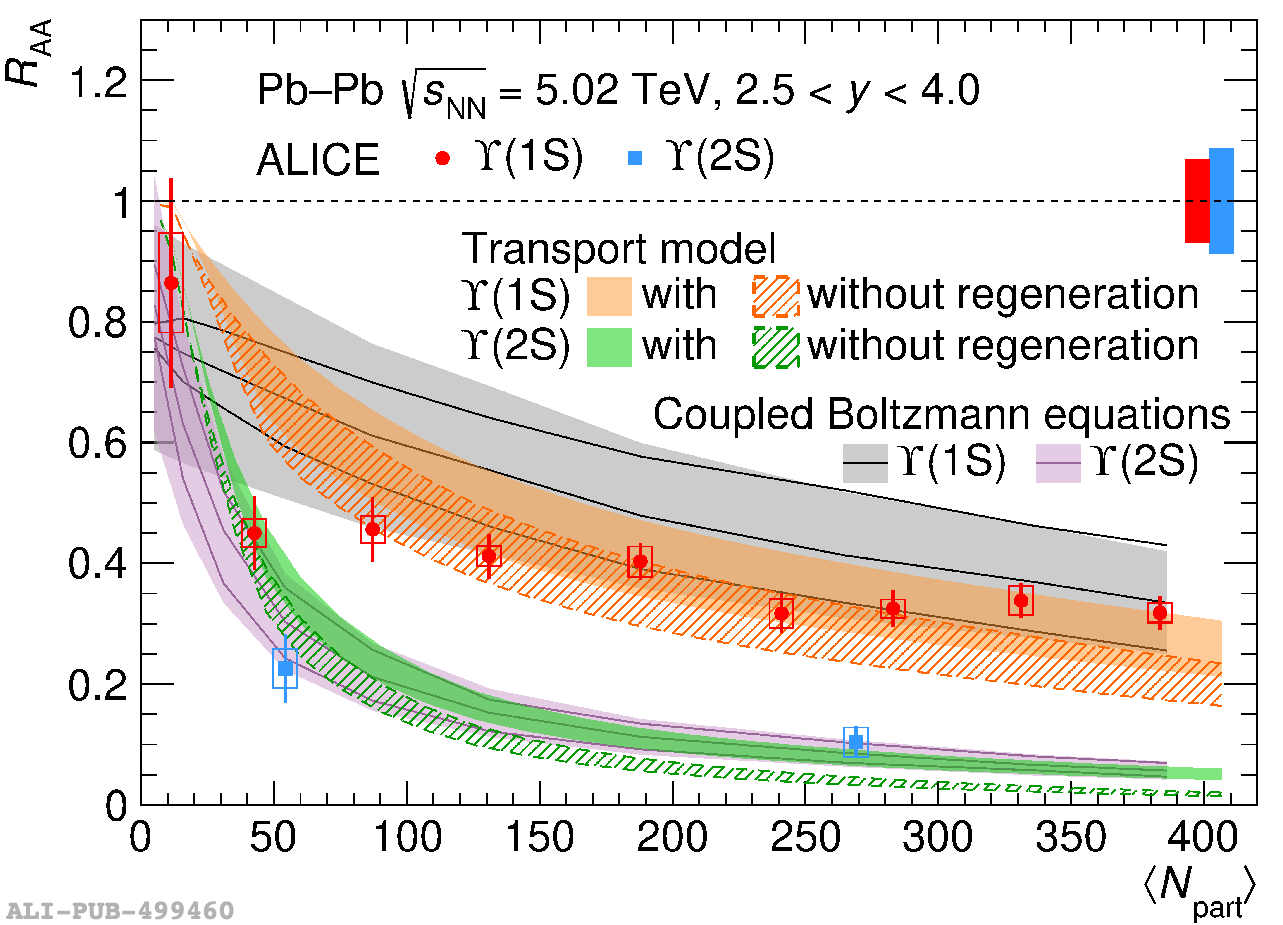 R_AA
Pb–Pb √s_NN = 5.02 TeV, 2.5 < y < 4.0
ALICE ϒ(1S) ϒ(2S)
Transport model
ϒ(1S) with without regeneration
ϒ(2S) with without regeneration
Coupled Boltzmann equations
ϒ(1S) ϒ(2S)
1.2
1
0.8
0.6
0.4
0.2
0
0 50 100 150 200 250 300 350 400
⟨N_part⟩
ALI-PUB-499460